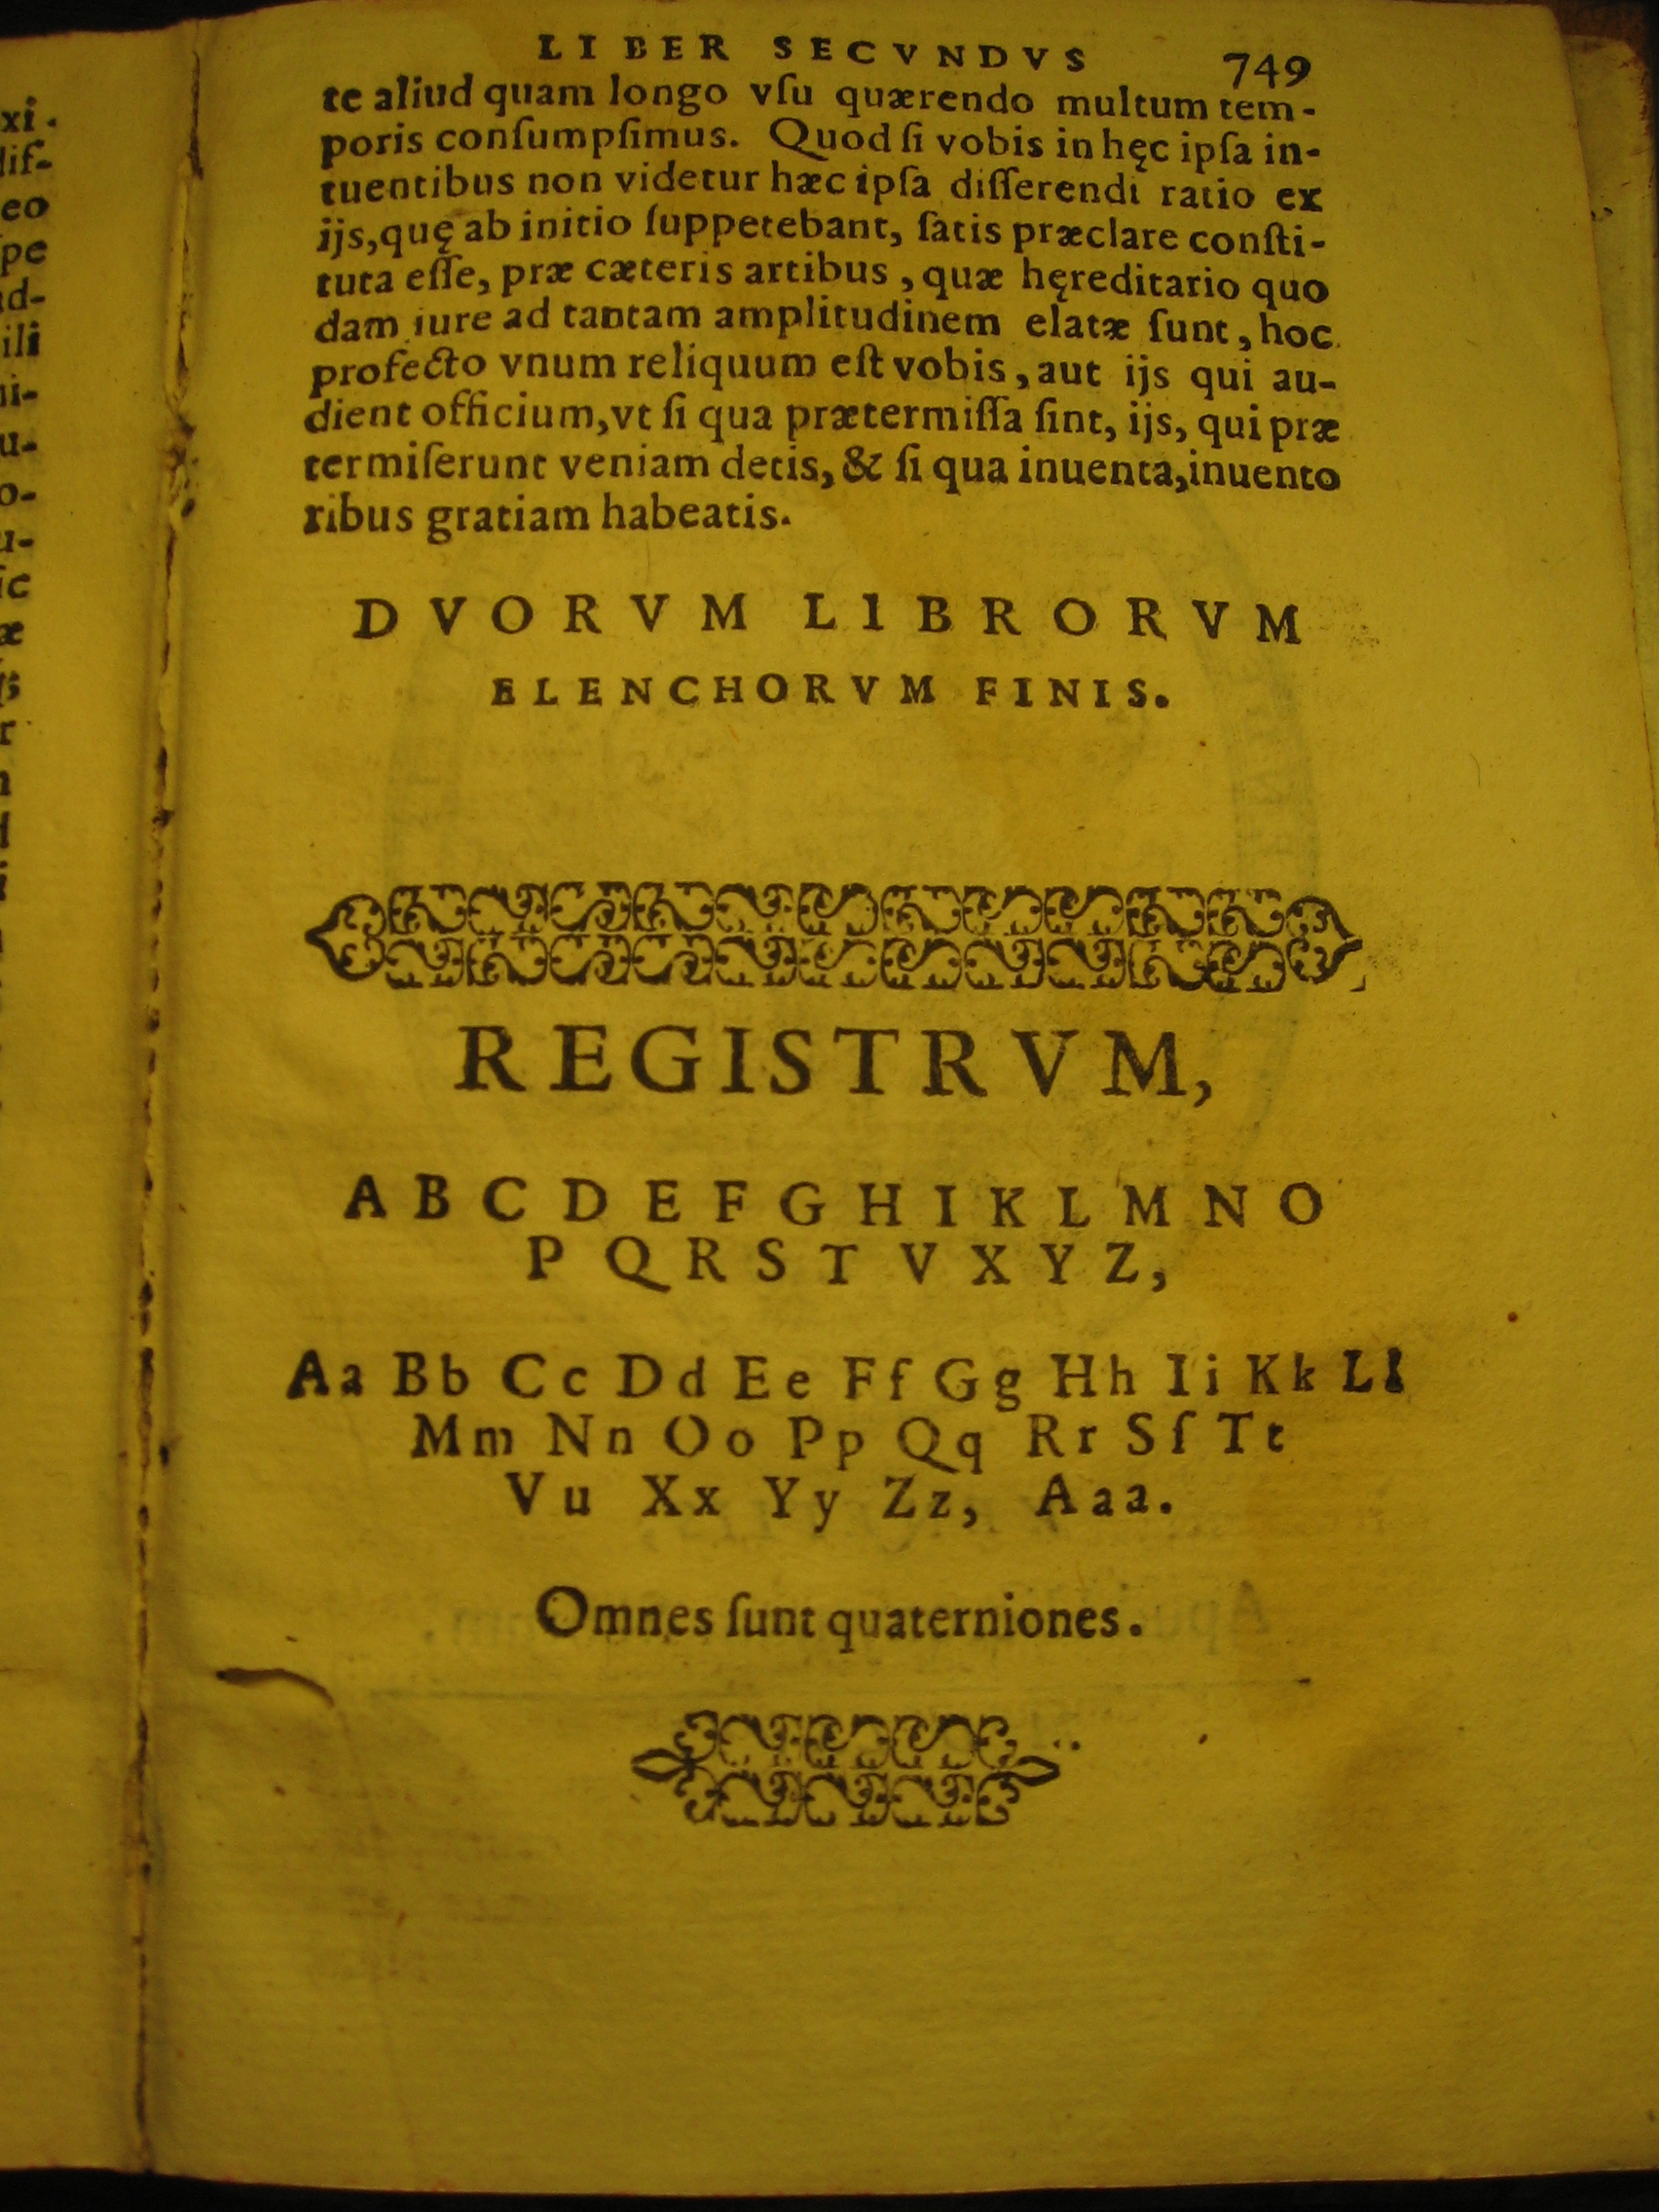 LIBER SECVNDVS 749
te aliud quam longo vſu quærendo multum tem-
poris conſumpſimus. Quod ſi vobis in hęc ipſa in-
tuentibus non videtur hæc ipſa diſſerendi ratio ex
ijs,quę ab initio ſuppetebant, ſatis præclare conſti-
tuta eſſe, præ cæteris artibus, quæ hęreditario quo
dam iure ad tantam amplitudinem elatæ ſunt, hoc
profecto vnum reliquum eſt vobis, aut ijs qui au-
dient officium,vt ſi qua prætermiſſa ſint, ijs, qui præ
termiſerunt veniam detis, & ſi qua inuenta,inuento
ribus gratiam habeatis.
DVORVM LIBRORVM
ELENCHORVM FINIS.
REGISTRVM,
A B C D E F G H I K L M N O
P Q R S T V X Y Z,
Aa Bb Cc Dd Ee Ff Gg Hh Ii Kk Ll
Mm Nn Oo Pp Qq Rr Sſ Tt
Vu Xx Yy Zz, Aaa.
Omnes ſunt quaterniones.